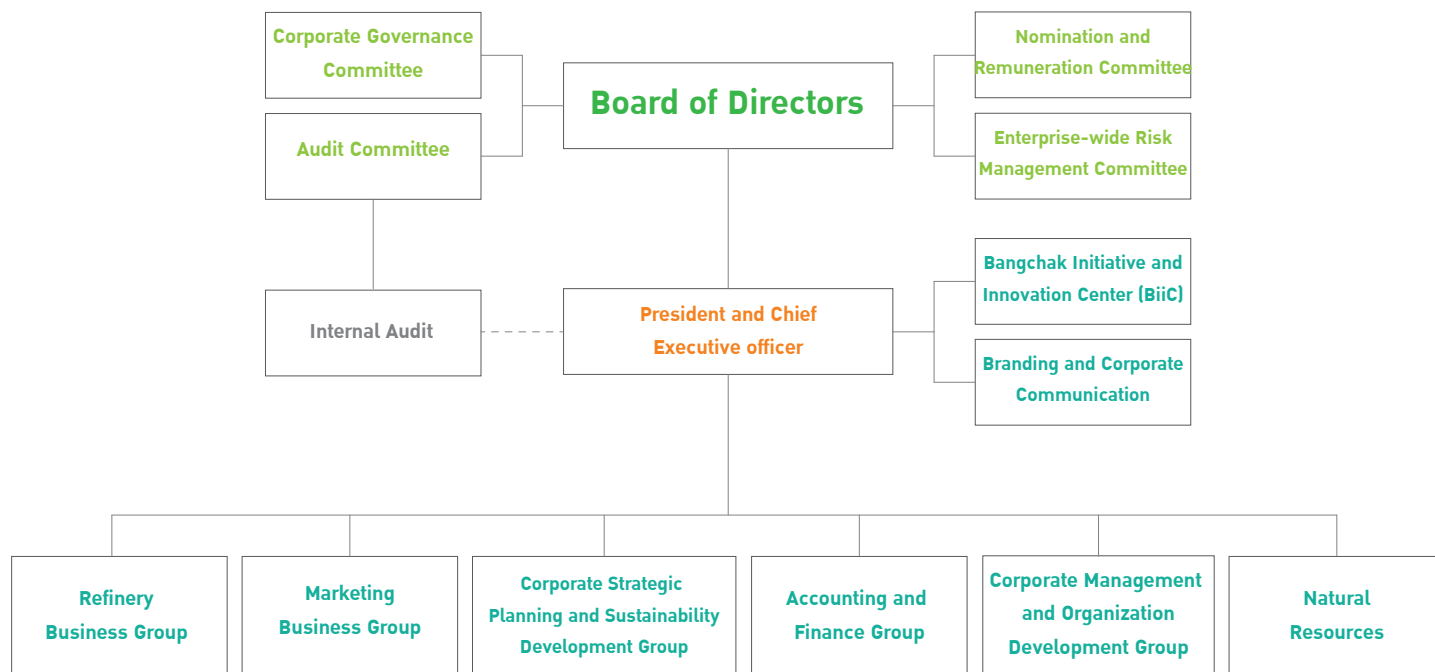 Corporate Governance
Committee
Audit Committee
Board of Directors
Nomination and
Remuneration Committee
Enterprise-wide Risk
Management Committee
Internal Audit
President and Chief
Executive officer
Bangchak Initiative and
Innovation Center (BiiC)
Branding and Corporate
Communication
Refinery
Business Group
Marketing
Business Group
Corporate Strategic
Planning and Sustainability
Development Group
Accounting and
Finance Group
Corporate Management
and Organization
Development Group
Natural
Resources